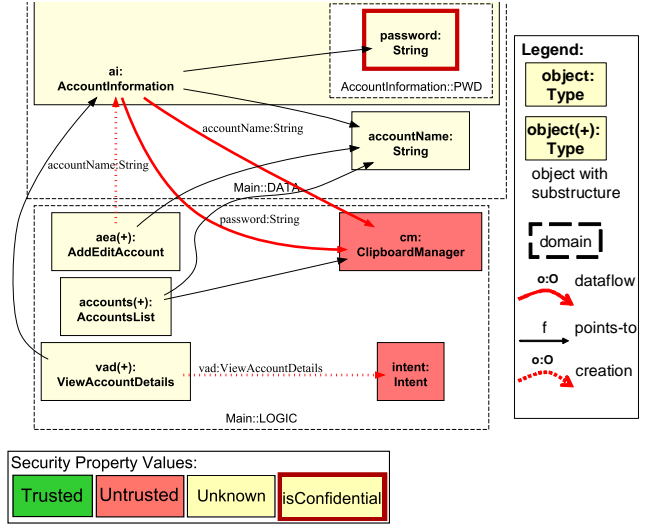 password:
String
AccountInformation::PWD
ai:
AccountInformation
accountName:String
accountName:
String
accountName:String
Main::DATA
password:String
aea(+):
AddEditAccount
cm:
ClipboardManager
accounts(+):
AccountsList
vad(+):
ViewAccountDetails
vad:ViewAccountDetails
intent:
Intent
Main::LOGIC
Legend:
object:
Type
object(+):
Type
object with
substructure
domain
o:O
dataflow
f
points-to
o:O
creation
Security Property Values:
Trusted
Untrusted
Unknown
isConfidential